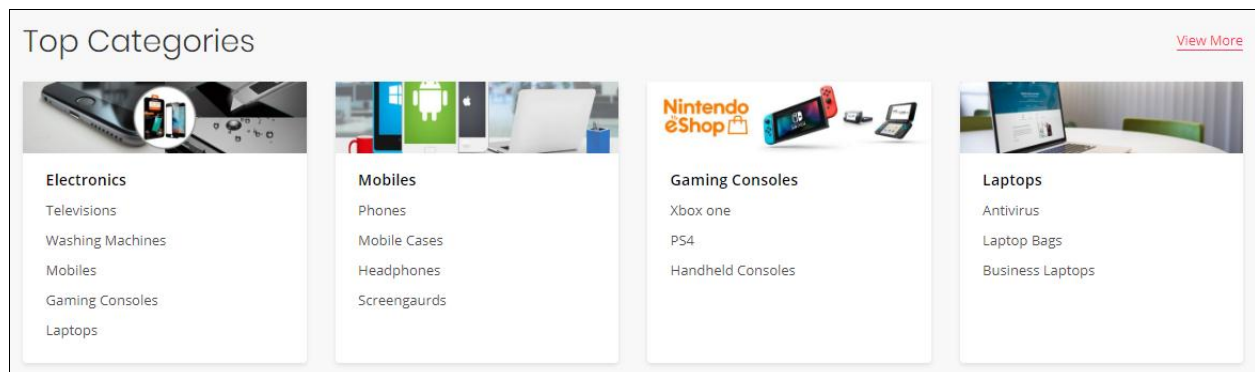 Top Categories
View More
Nintendo
eShop
Electronics
Televisions
Washing Machines
Mobiles
Gaming Consoles
Laptops
Mobiles
Phones
Mobile Cases
Headphones
Screengaurds
Gaming Consoles
Xbox one
PS4
Handheld Consoles
Laptops
Antivirus
Laptop Bags
Business Laptops